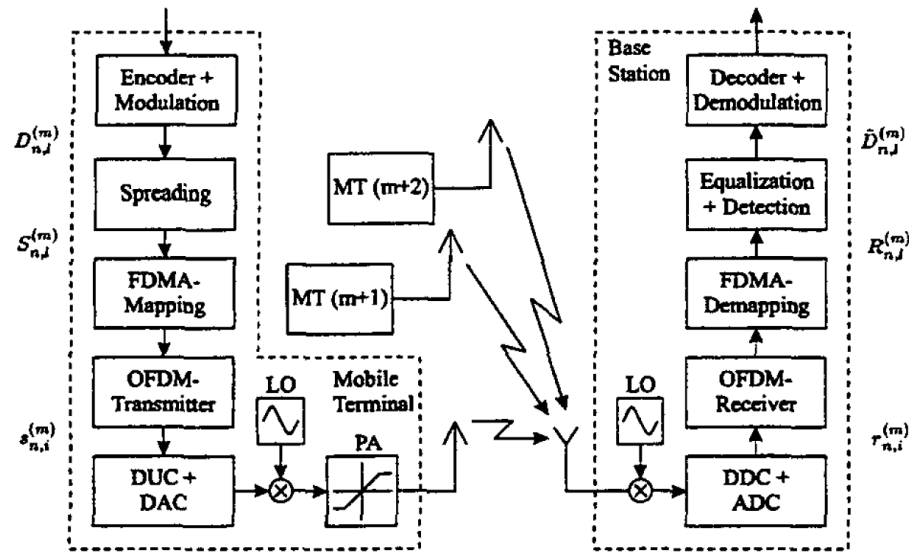 Encoder +
Modulation
D_{n,l}^{(m)}
Spreading
S_{n,l}^{(m)}
FDMA-
Mapping
OFDM-
Transmitter
s_{n,i}^{(m)}
DUC +
DAC
LO
Mobile
Terminal
PA
MT (m+2)
MT (m+1)
Base
Station
Decoder +
Demodulation
D̂_{n,l}^{(m)}
Equalization
+ Detection
R_{n,l}^{(m)}
FDMA-
Demapping
OFDM-
Receiver
LO
r_{n,i}^{(m)}
DDC +
ADC